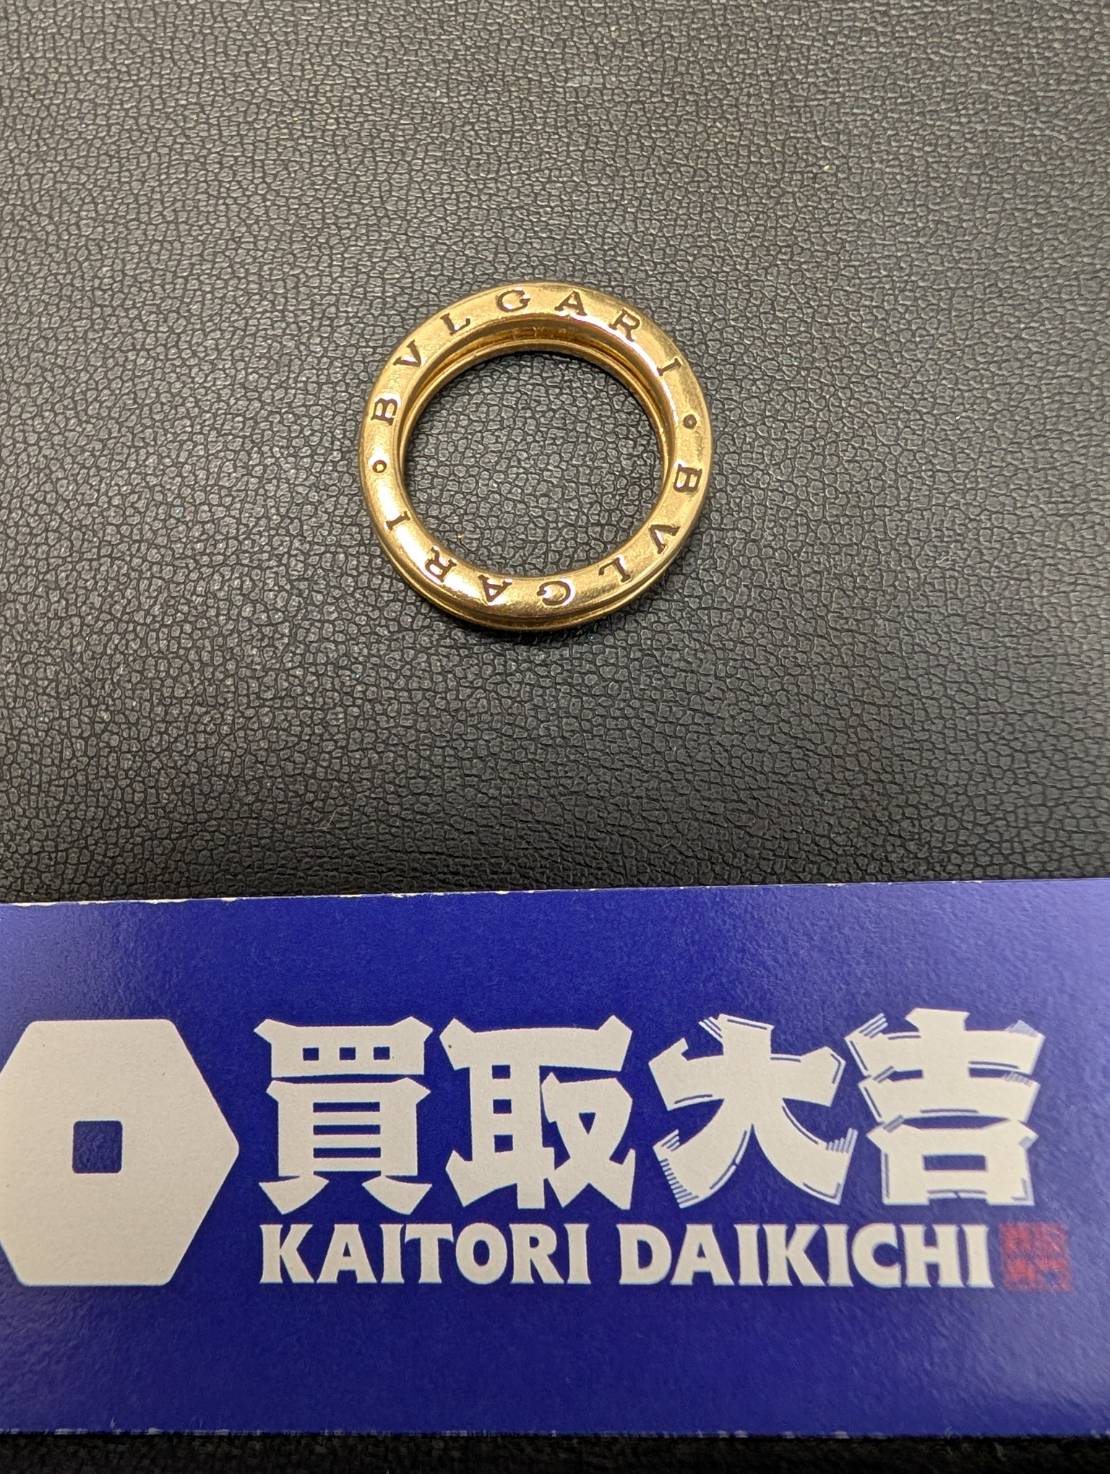 BVLGARI • BVLGARI •
買取大吉
KAITORI DAIKICHI